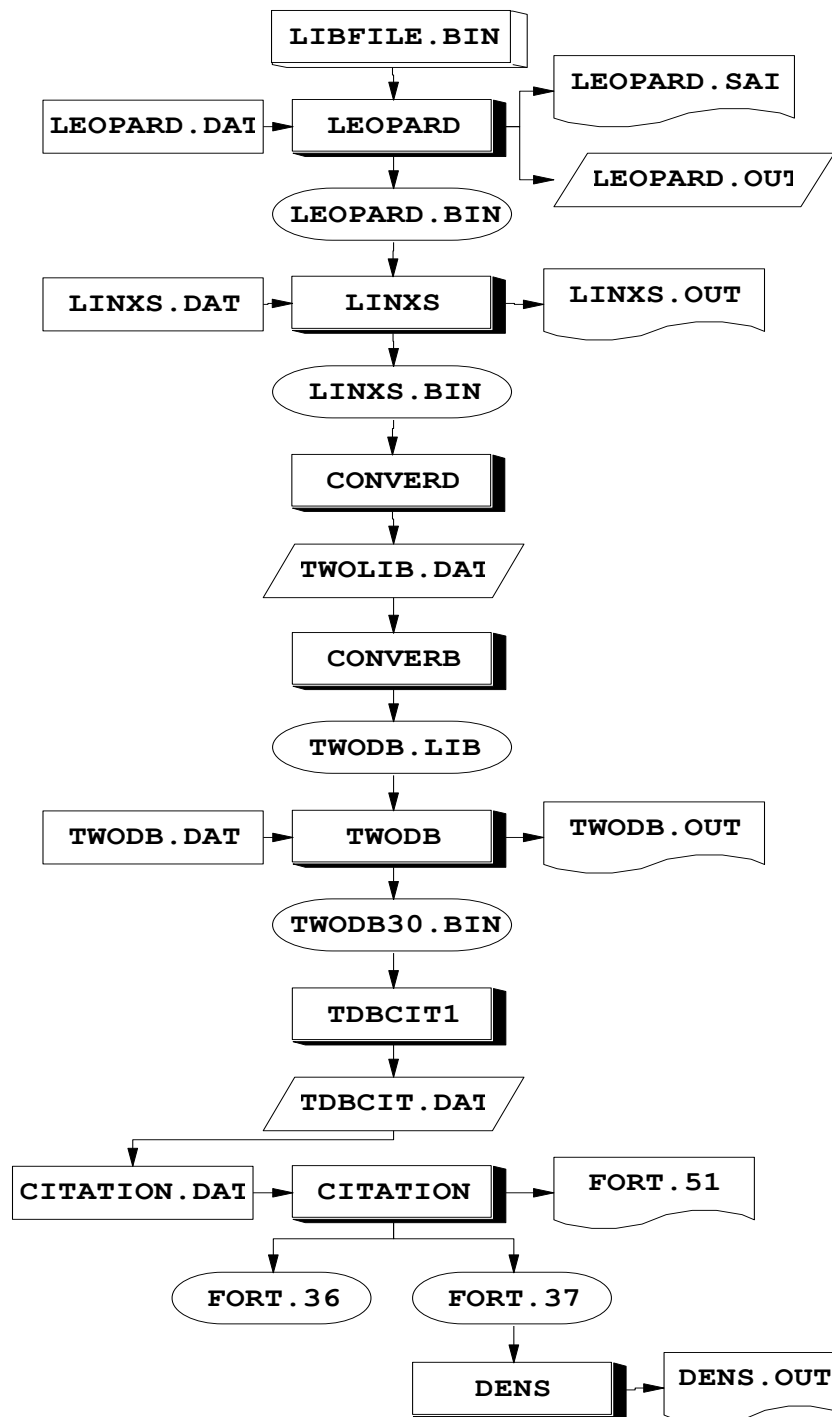 LIBFILE.BIN
LEOPARD.SAI
LEOPARD.DAT
LEOPARD
LEOPARD.OUT
LEOPARD.BIN
LINXS.DAT
LINXS
LINXS.OUT
LINXS.BIN
CONVERD
TWOLIB.DAT
CONVERB
TWODB.LIB
TWODB.DAT
TWODB
TWODB.OUT
TWODB30.BIN
TDBCIT1
TDBCIT.DAT
CITATION.DAT
CITATION
FORT.51
FORT.36
FORT.37
DENS
DENS.OUT